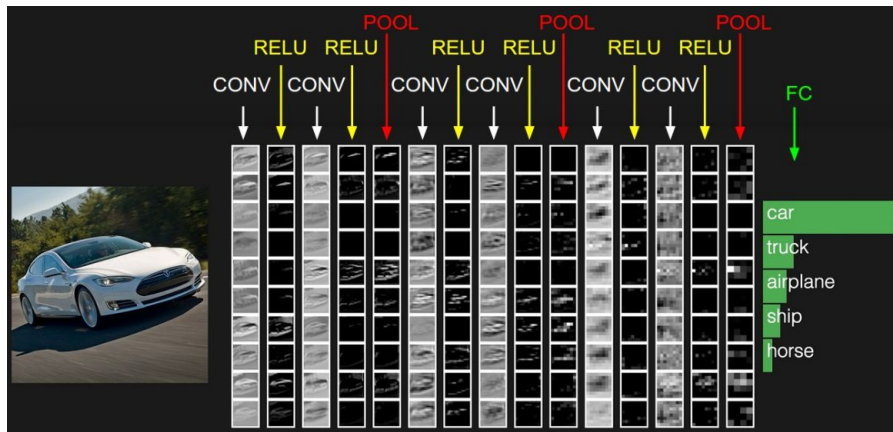 POOL POOL POOL
RELU RELU RELU RELU RELU RELU
CONV CONV CONV CONV CONV CONV
FC
car
truck
airplane
ship
horse